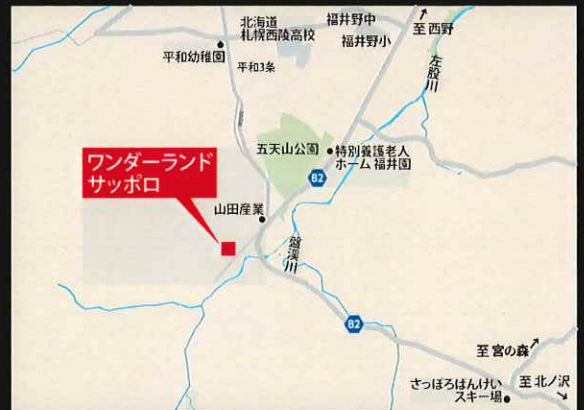 北海道
札幌西陵高校
福井野中
至 西野
福井野小
平和幼稚園
平和3条
左股川
五天山公園
特別養護老人
ホーム 福井園
82
ワンダーランド
サッポロ
山田産業
盤渓川
82
至 宮の森
さっぽろばんけい
スキー場
至 北ノ沢